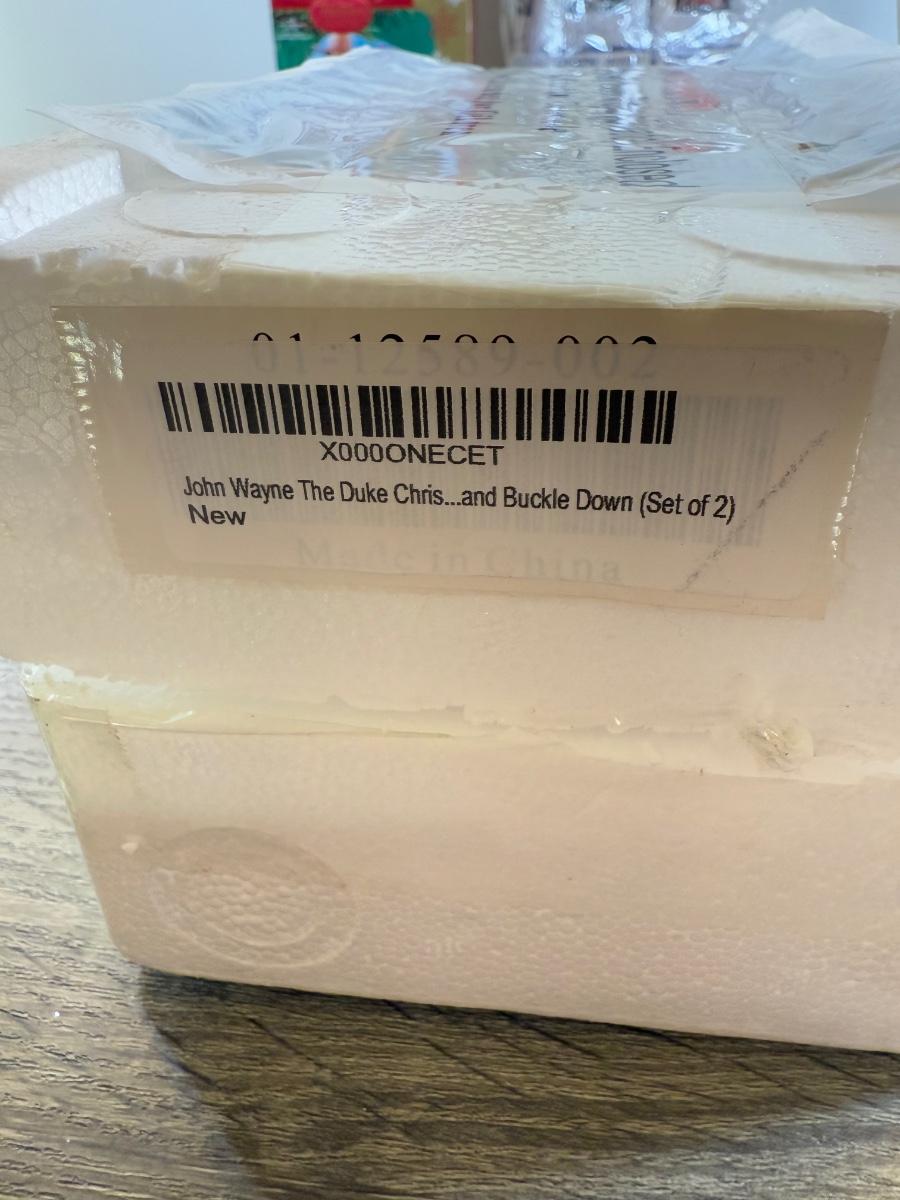 01-12589-002
X000ONECET
John Wayne The Duke Chris...and Buckle Down (Set of 2)
New
Made in China